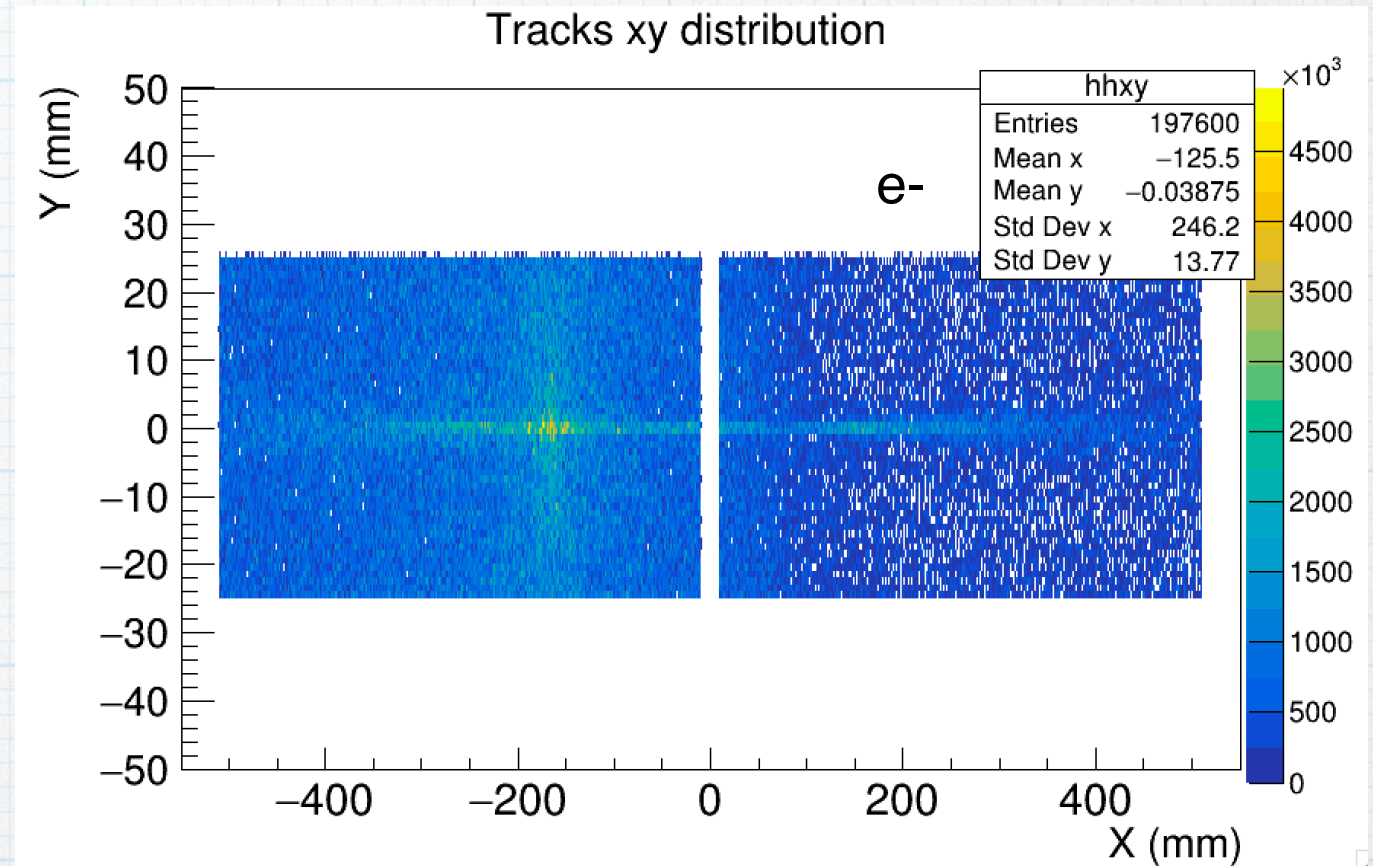 Tracks xy distribution
hhxy
Entries 197600
Mean x −125.5
Mean y −0.03875
Std Dev x 246.2
Std Dev y 13.77
e-
×10³
Y (mm)
50
40
30
20
10
0
−10
−20
−30
−40
−50
4500
4000
3500
3000
2500
2000
1500
1000
500
0
−400 −200 0 200 400
X (mm)